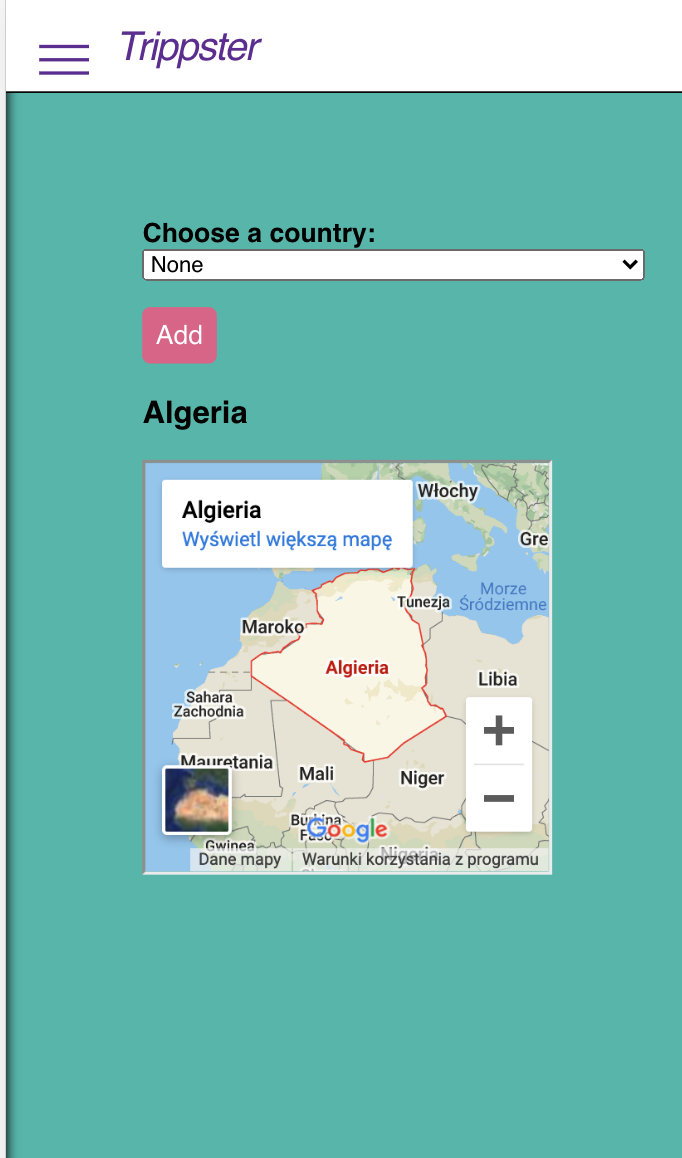 Trippster
Choose a country:
None
Add
Algeria
Algieria
Wyświetl większą mapę
Włochy
Gre
Morze
Śródziemne
Tunezja
Maroko
Algieria
Libia
Sahara
Zachodnia
Mauretania
Mali
Niger
Burkina
Faso
Google
Gwinea
Nigeria
Dane mapy
Warunki korzystania z programu